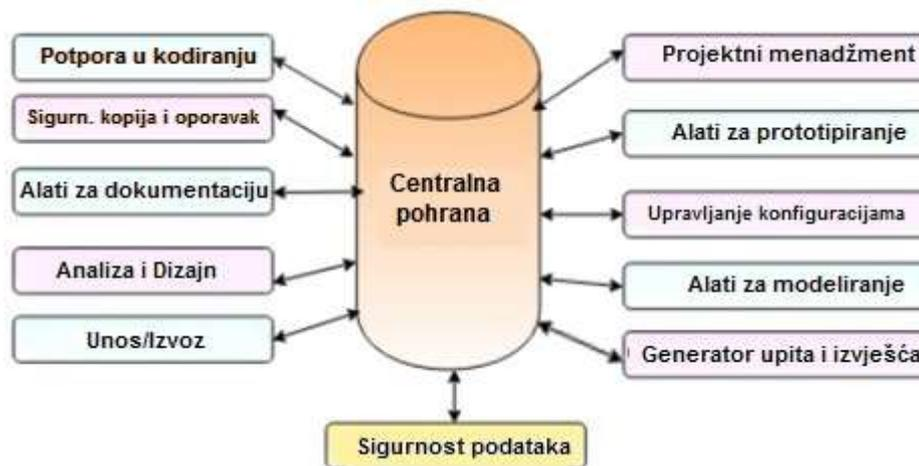 Potpora u kodiranju
Sigurn. kopija i oporavak
Alati za dokumentaciju
Analiza i Dizajn
Unos/Izvoz
Centralna
pohrana
Projektni menadžment
Alati za prototipiranje
Upravljanje konfiguracijama
Alati za modeliranje
Generator upita i izvješća
Sigurnost podataka